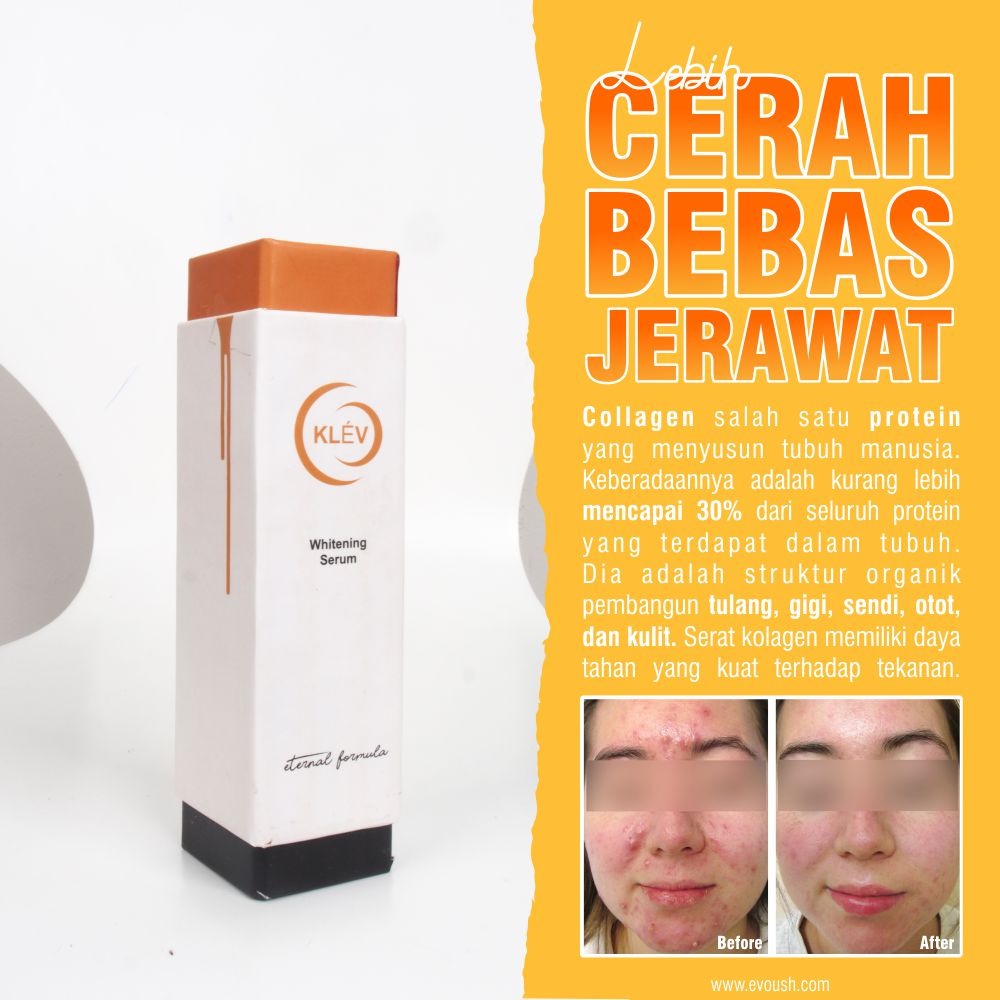 KLÉV
Whitening
Serum
eternal formula
Lebih
CERAH
BEBAS
JERAWAT
Collagen salah satu protein
yang menyusun tubuh manusia.
Keberadaannya adalah kurang lebih
mencapai 30% dari seluruh protein
yang terdapat dalam tubuh.
Dia adalah struktur organik
pembangun tulang, gigi, sendi, otot,
dan kulit. Serat kolagen memiliki daya
tahan yang kuat terhadap tekanan.
Before
After
www.evoush.com